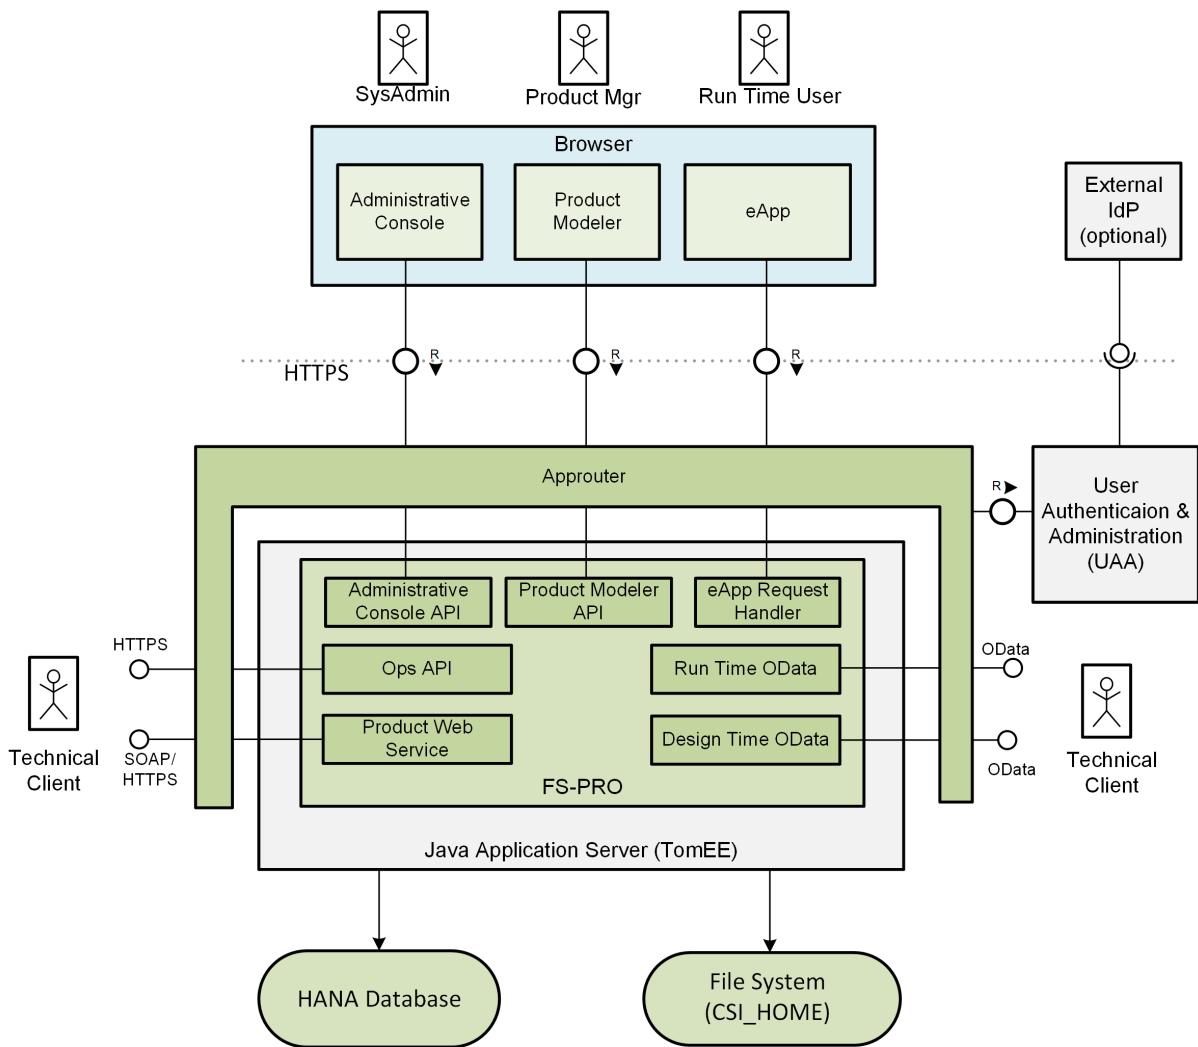 SysAdmin
Product Mgr
Run Time User
Browser
Administrative
Console
Product
Modeler
eApp
External
IdP
(optional)
R
R
R
HTTPS
Approuter
R
User
Authenticaion &
Administration
(UAA)
Administrative
Console API
Product Modeler
API
eApp Request
Handler
HTTPS
Ops API
Run Time OData
OData
Product Web
Service
Design Time OData
SOAP/
HTTPS
OData
Technical
Client
Technical
Client
FS-PRO
Java Application Server (TomEE)
HANA Database
File System
(CSI_HOME)